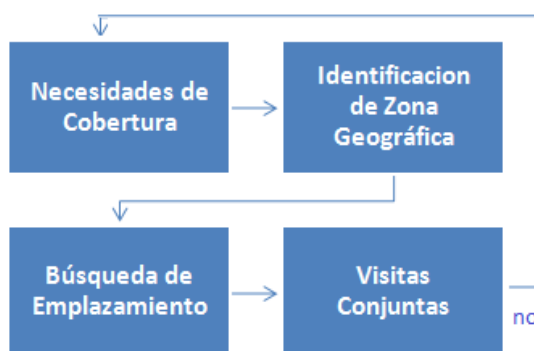 Necesidades de
Cobertura
Identificacion
de Zona
Geográfica
Búsqueda de
Emplazamiento
Visitas
Conjuntas
no